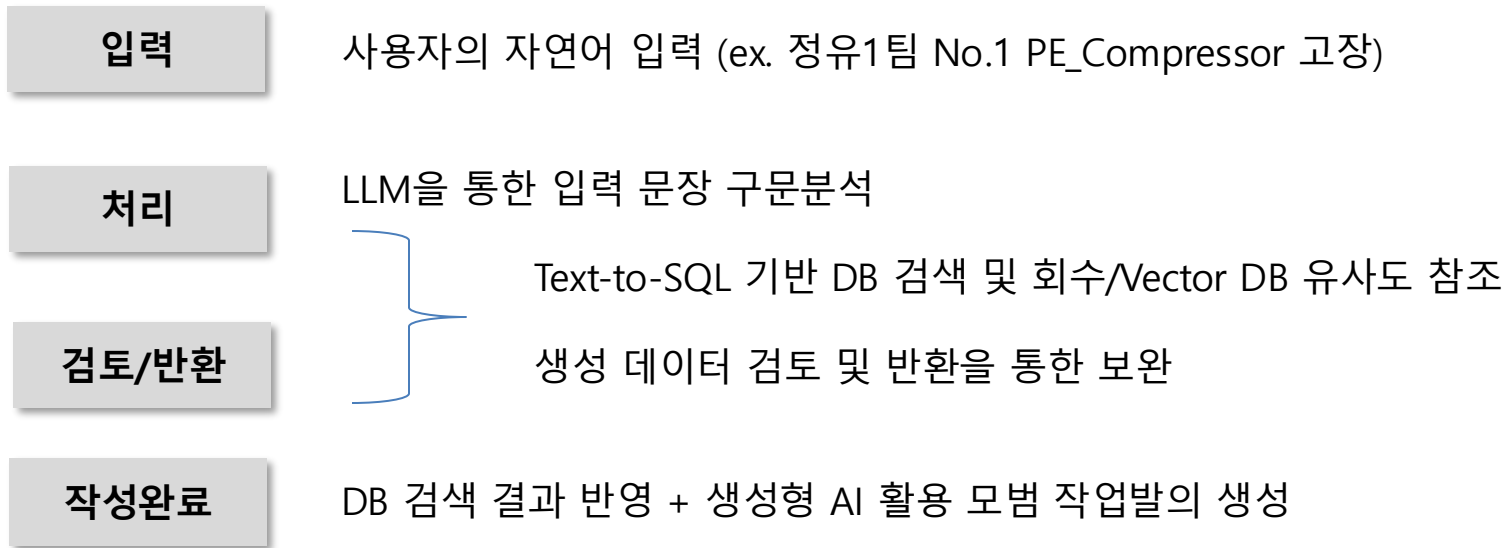 입력
사용자의 자연어 입력 (ex. 정유1팀 No.1 PE_Compressor 고장)
처리
LLM을 통한 입력 문장 구문분석
Text-to-SQL 기반 DB 검색 및 회수/Vector DB 유사도 참조
검토/반환
생성 데이터 검토 및 반환을 통한 보완
작성완료
DB 검색 결과 반영 + 생성형 AI 활용 모범 작업발의 생성